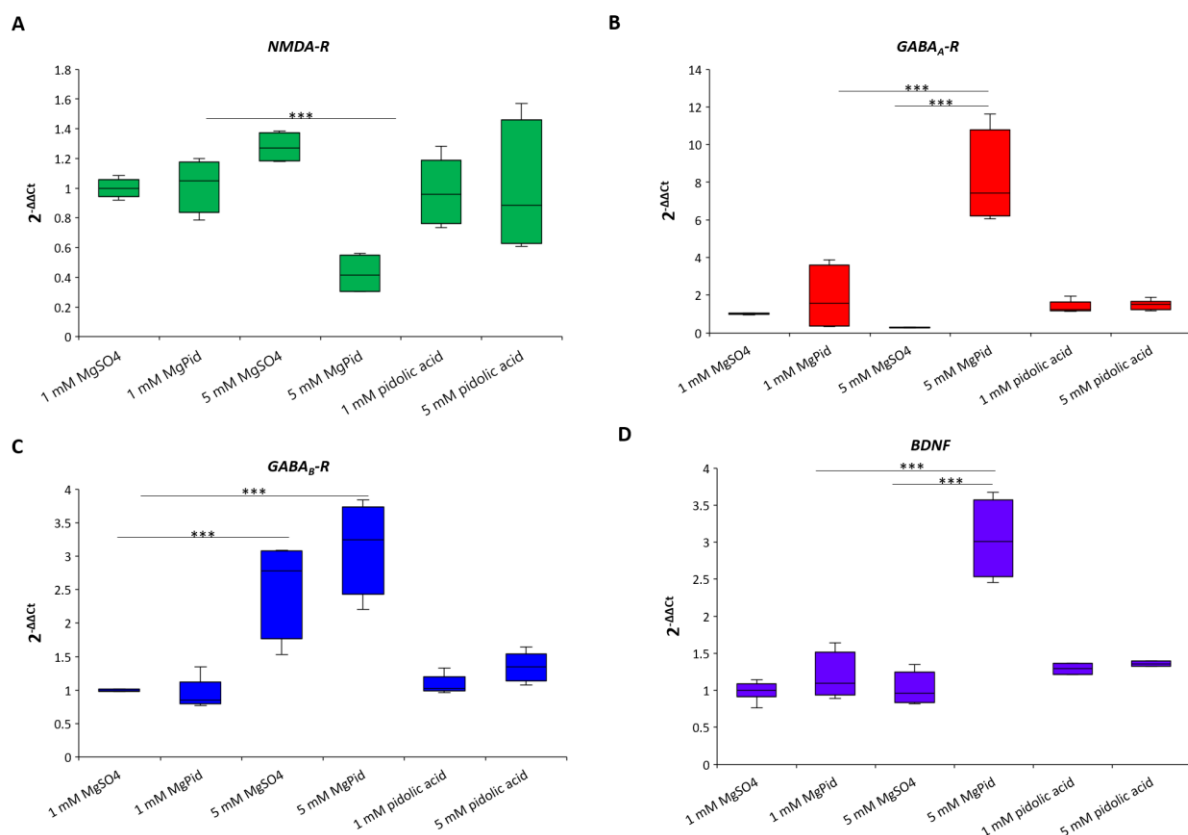 A
NMDA-R
2^-ΔΔCt
1.8
1.6
1.4
1.2
1
0.8
0.6
0.4
0.2
0
***
1 mM MgSO4
1 mM MgPid
5 mM MgSO4
5 mM MgPid
1 mM pidolic acid
5 mM pidolic acid
B
GABA_A-R
2^-ΔΔCt
14
12
10
8
6
4
2
0
***
***
1 mM MgSO4
1 mM MgPid
5 mM MgSO4
5 mM MgPid
1 mM pidolic acid
5 mM pidolic acid
C
GABA_B-R
2^-ΔΔCt
4
3.5
3
2.5
2
1.5
1
0.5
0
***
***
1 mM MgSO4
1 mM MgPid
5 mM MgSO4
5 mM MgPid
1 mM pidolic acid
5 mM pidolic acid
D
BDNF
2^-ΔΔCt
4
3.5
3
2.5
2
1.5
1
0.5
0
***
***
1 mM MgSO4
1 mM MgPid
5 mM MgSO4
5 mM MgPid
1 mM pidolic acid
5 mM pidolic acid